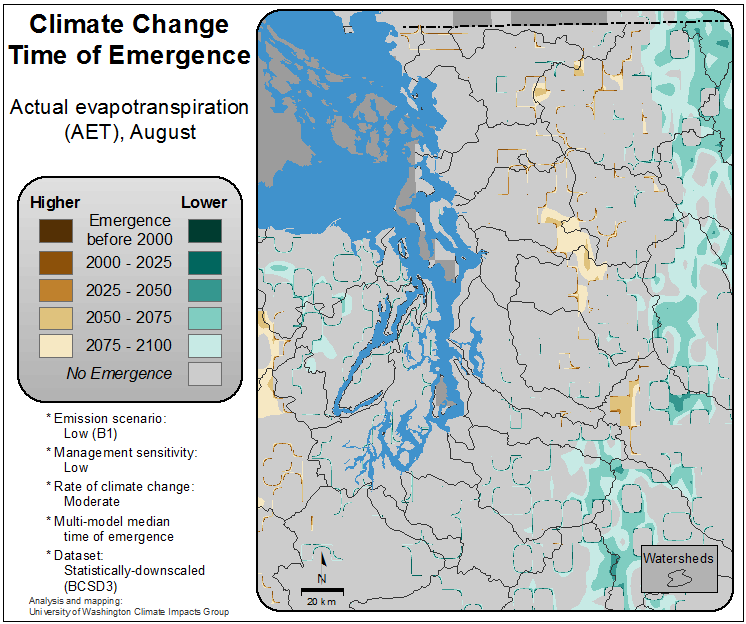 Climate Change
Time of Emergence
Actual evapotranspiration
(AET), August
Higher Lower
Emergence
before 2000
2000 - 2025
2025 - 2050
2050 - 2075
2075 - 2100
No Emergence
* Emission scenario:
Low (B1)
* Management sensitivity:
Low
* Rate of climate change:
Moderate
* Multi-model median
time of emergence
* Dataset:
Statistically-downscaled
(BCSD3)
Analysis and mapping:
University of Washington Climate Impacts Group
N
20 km
Watersheds